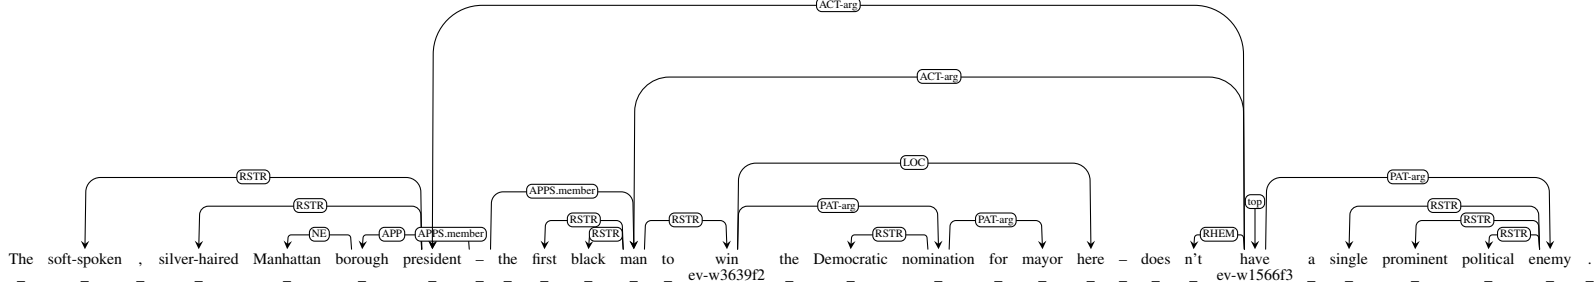 ACT-arg
ACT-arg
LOC
RSTR PAT-arg
APPS.member top
RSTR PAT-arg RSTR
RSTR RSTR PAT-arg RSTR
NE APP APPS.member RSTR RSTR RHEM RSTR
The soft-spoken , silver-haired Manhattan borough president – the first black man to win the Democratic nomination for mayor here – does n't have a single prominent political enemy .
ev-w3639f2 ev-w1566f3
_ _ _ _ _ _ _ _ _ _ _ _ _ _ _ _ _ _ _ _ _ _ _ _ _ _ _ _ _ _